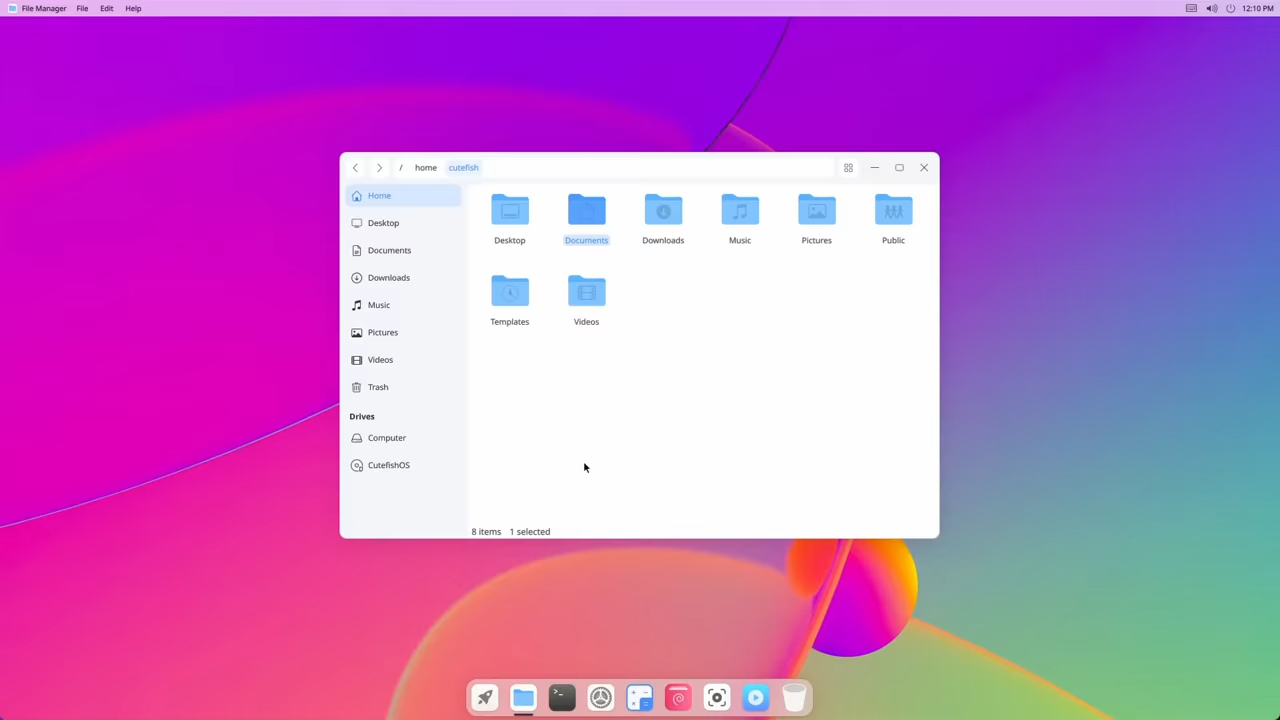 File Manager File Edit Help 12:10 PM
/ home cutefish
Home
Desktop
Documents
Downloads
Music
Pictures
Videos
Trash
Drives
Computer
CutefishOS
Desktop Documents Downloads Music Pictures Public
Templates Videos
8 items 1 selected